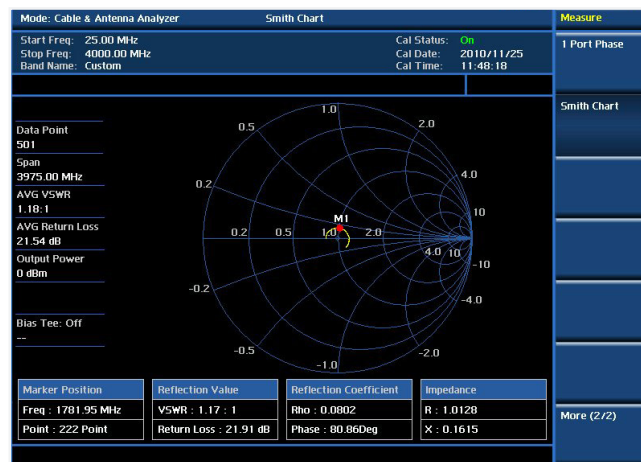 Mode: Cable & Antenna Analyzer Smith Chart Measure
Start Freq: 25.00 MHz Cal Status: On
Stop Freq: 4000.00 MHz Cal Date: 2010/11/25
Band Name: Custom Cal Time: 11:48:18
1 Port Phase
Smith Chart
Data Point
501
Span
3975.00 MHz
AVG VSWR
1.18:1
AVG Return Loss
21.54 dB
Output Power
0 dBm
Bias Tee: Off
--
1.0
0.5 2.0
0.2 4.0
10
M1
0.2 0.5 1.0 2.0 4.0 10
-10
-0.2 -4.0
-0.5 -2.0
-1.0
Marker Position Reflection Value Reflection Coefficient Impedance
Freq : 1781.95 MHz VSWR : 1.17 : 1 Rho : 0.0802 R : 1.0128
Point : 222 Point Return Loss : 21.91 dB Phase : 80.86Deg X : 0.1615
More (2/2)